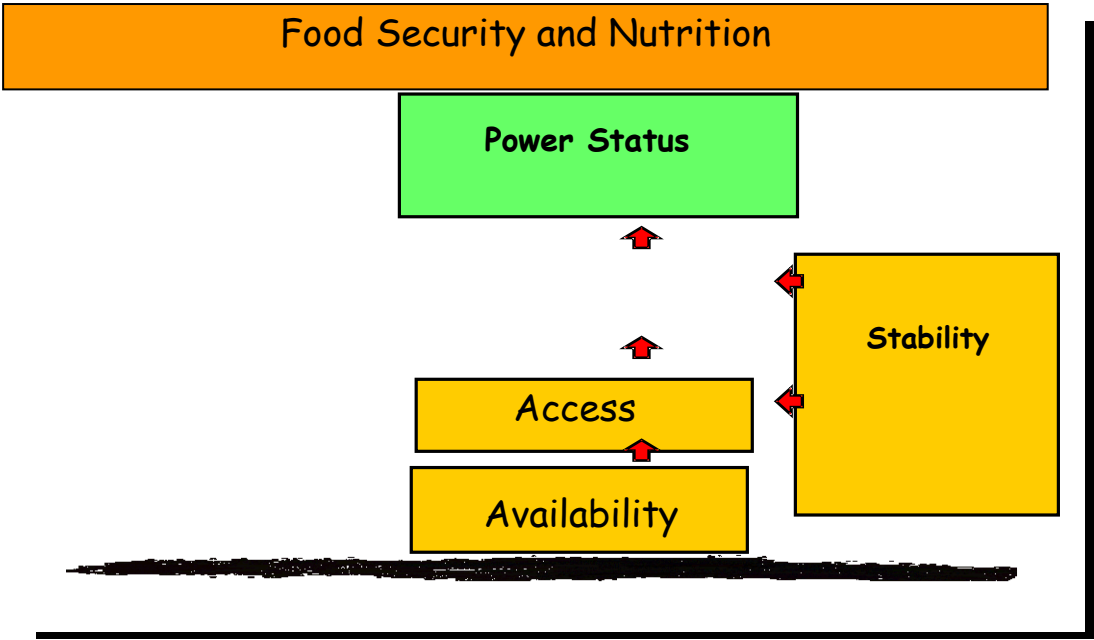 Food Security and Nutrition
Power Status
Stability
Access
Availability